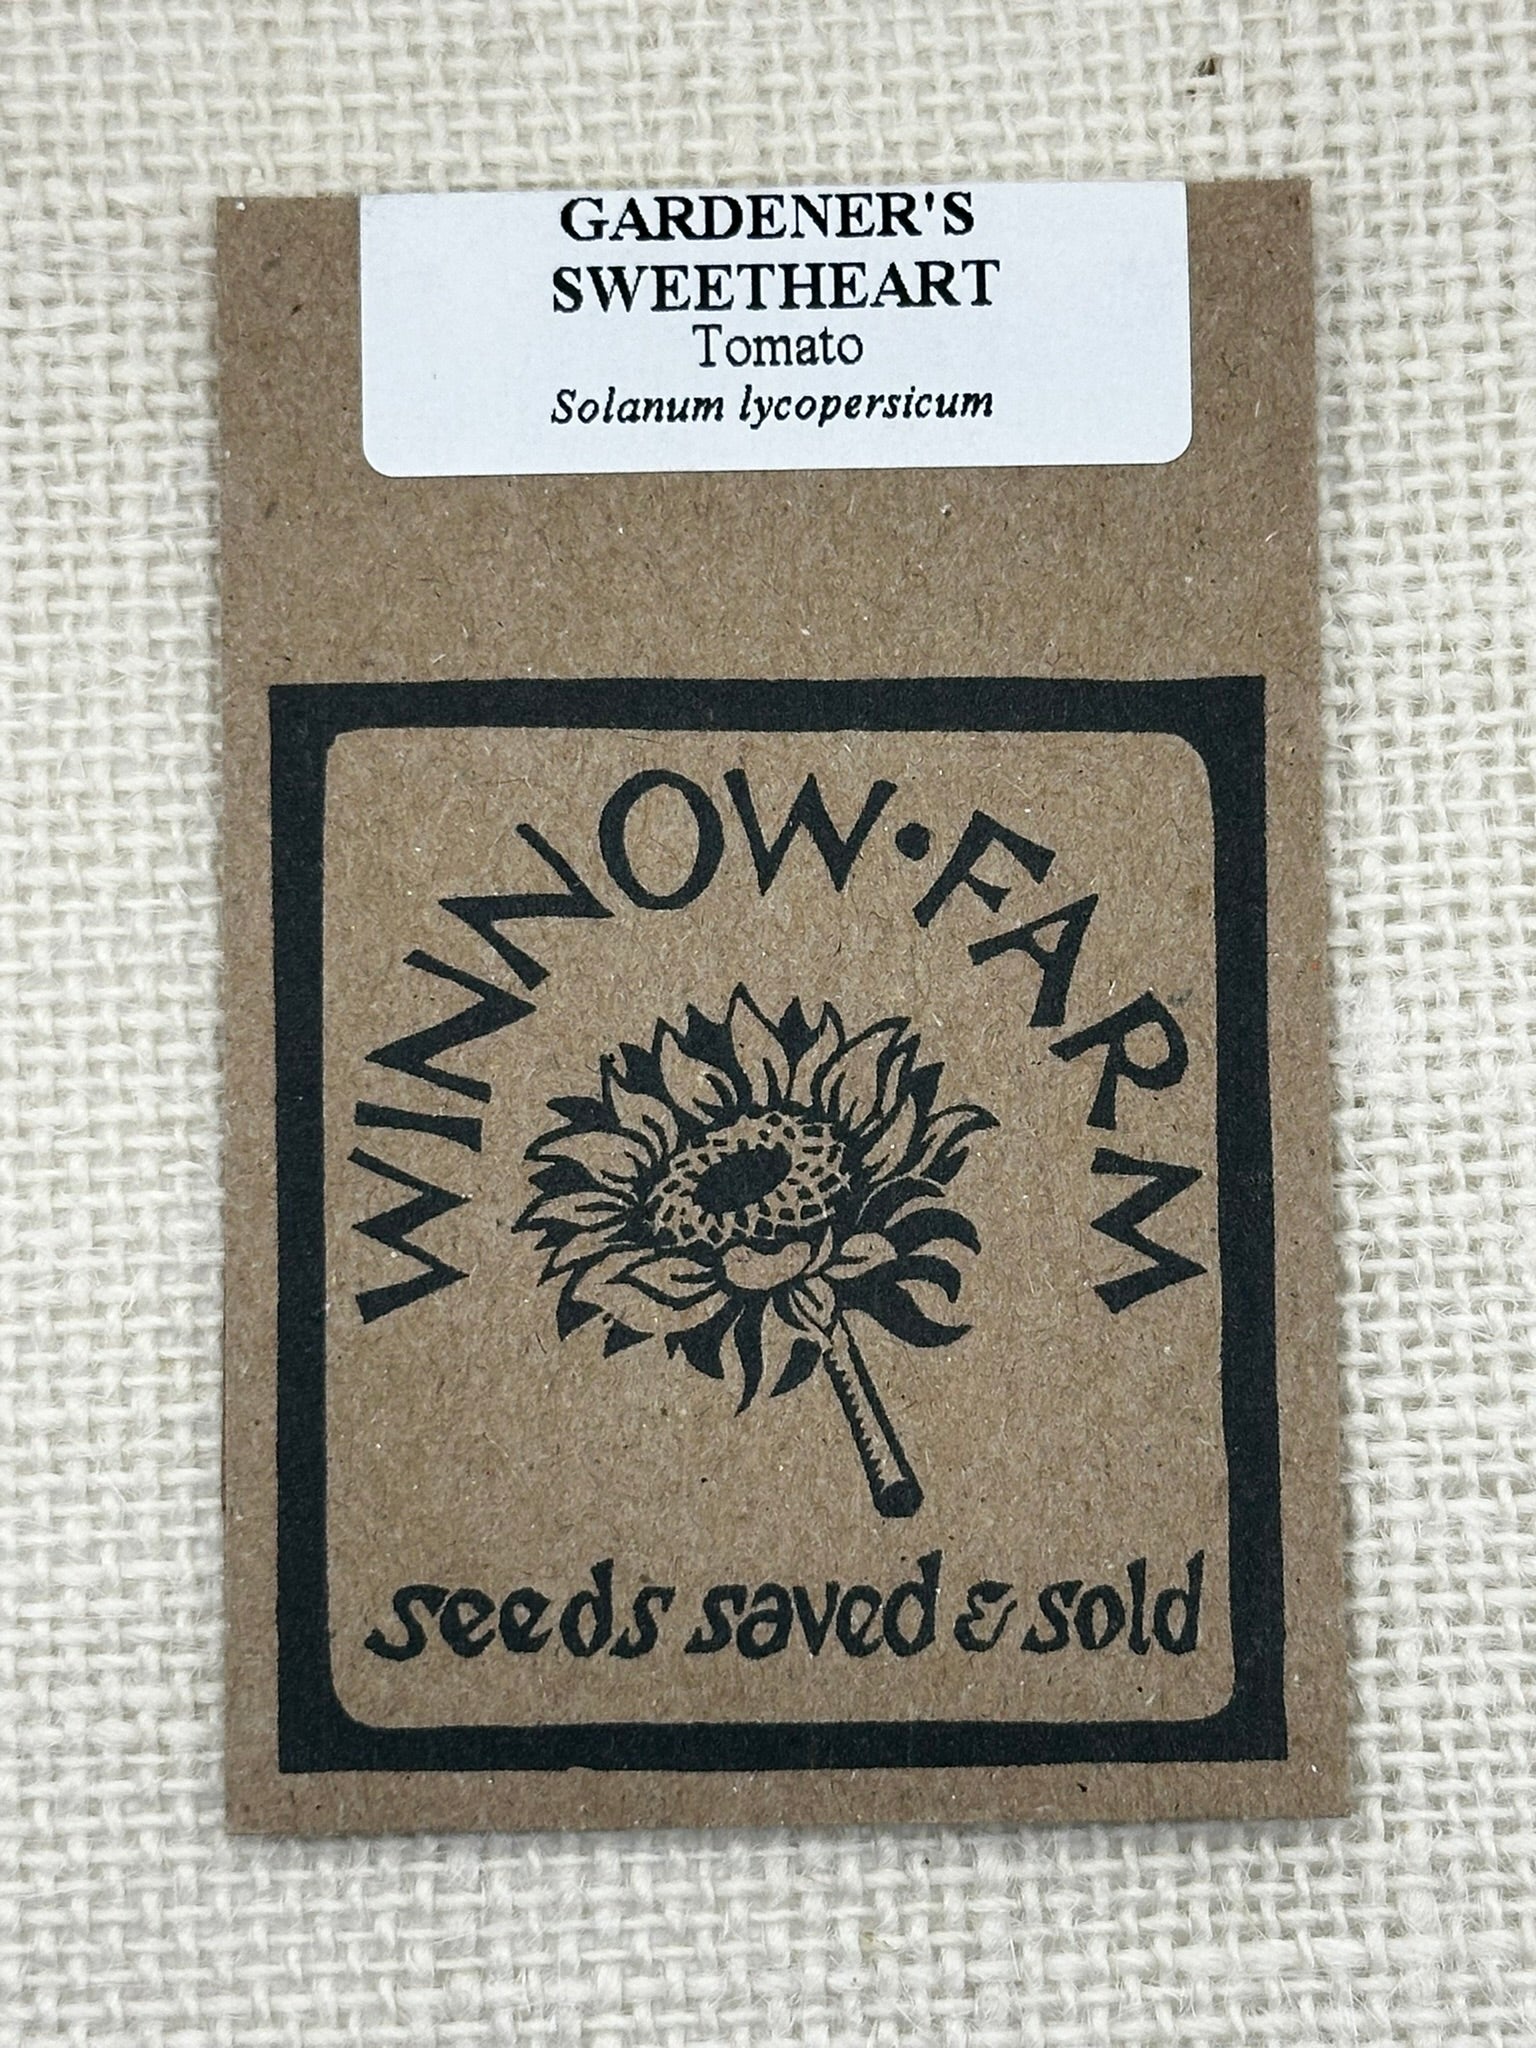 GARDENER'S
SWEETHEART
Tomato
Solanum lycopersicum
WINNOW • FARM
seeds saved & sold